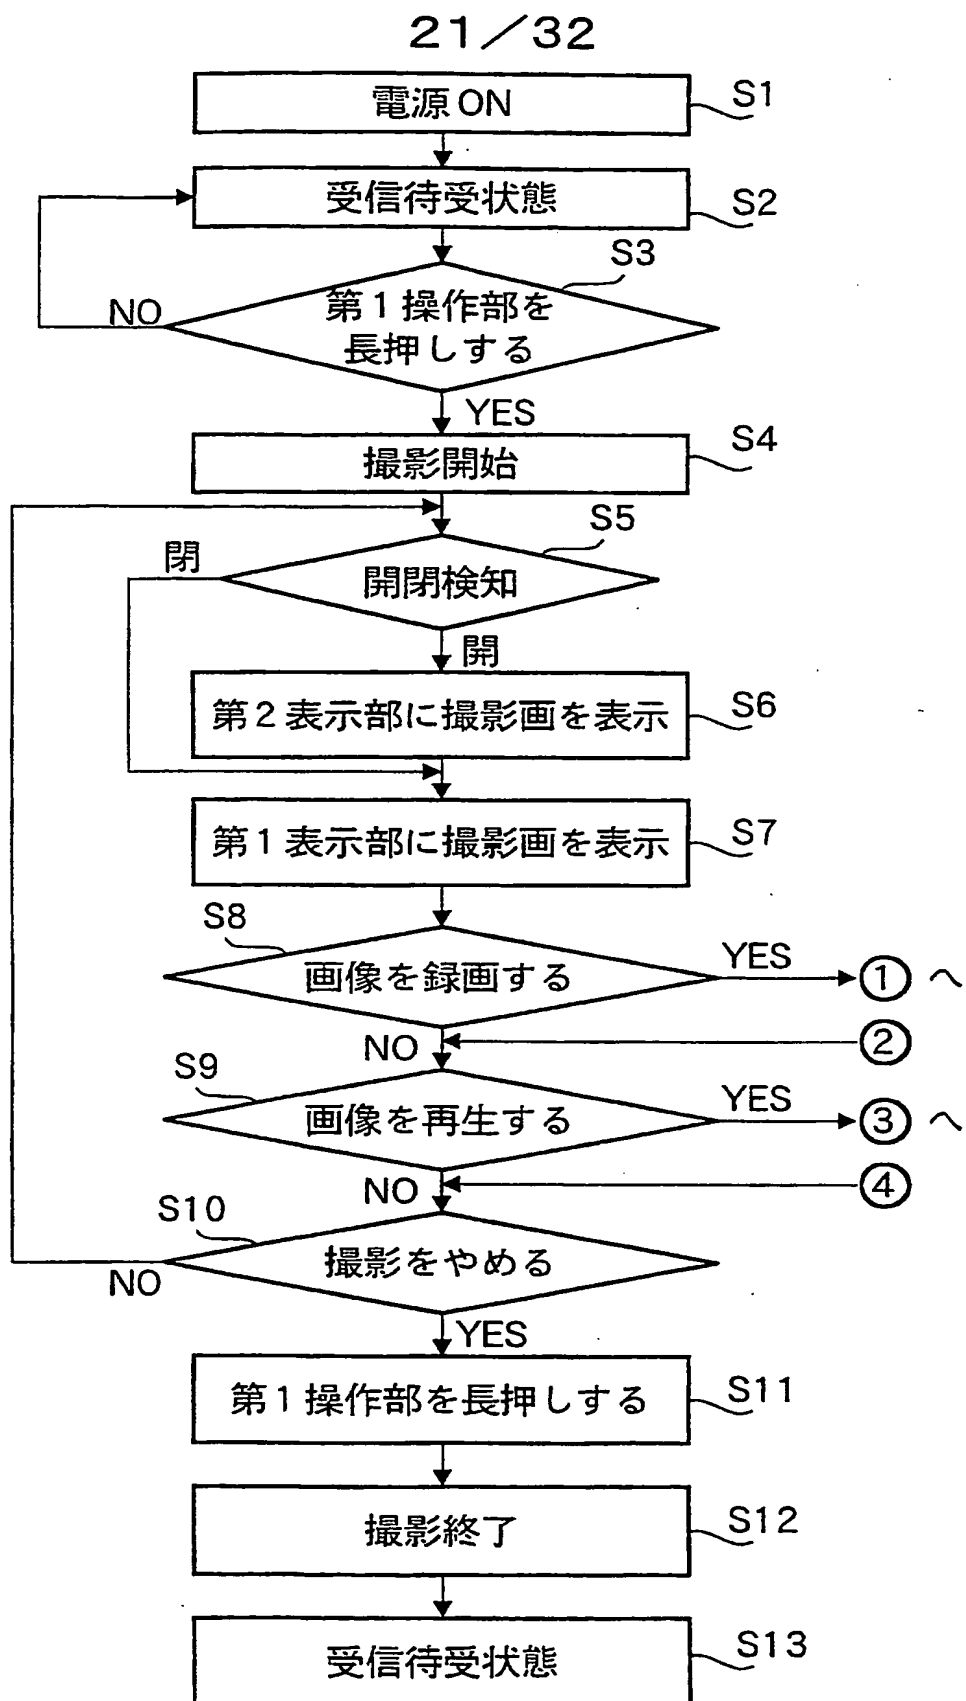 21／32
電源ON
S1
受信待受状態
S2
S3
第1操作部を
長押しする
NO
YES
撮影開始
S4
S5
閉
開閉検知
開
第2表示部に撮影画を表示
S6
第1表示部に撮影画を表示
S7
S8
画像を録画する
YES
①へ
NO
②
S9
画像を再生する
YES
③へ
NO
④
S10
撮影をやめる
NO
YES
第1操作部を長押しする
S11
撮影終了
S12
受信待受状態
S13